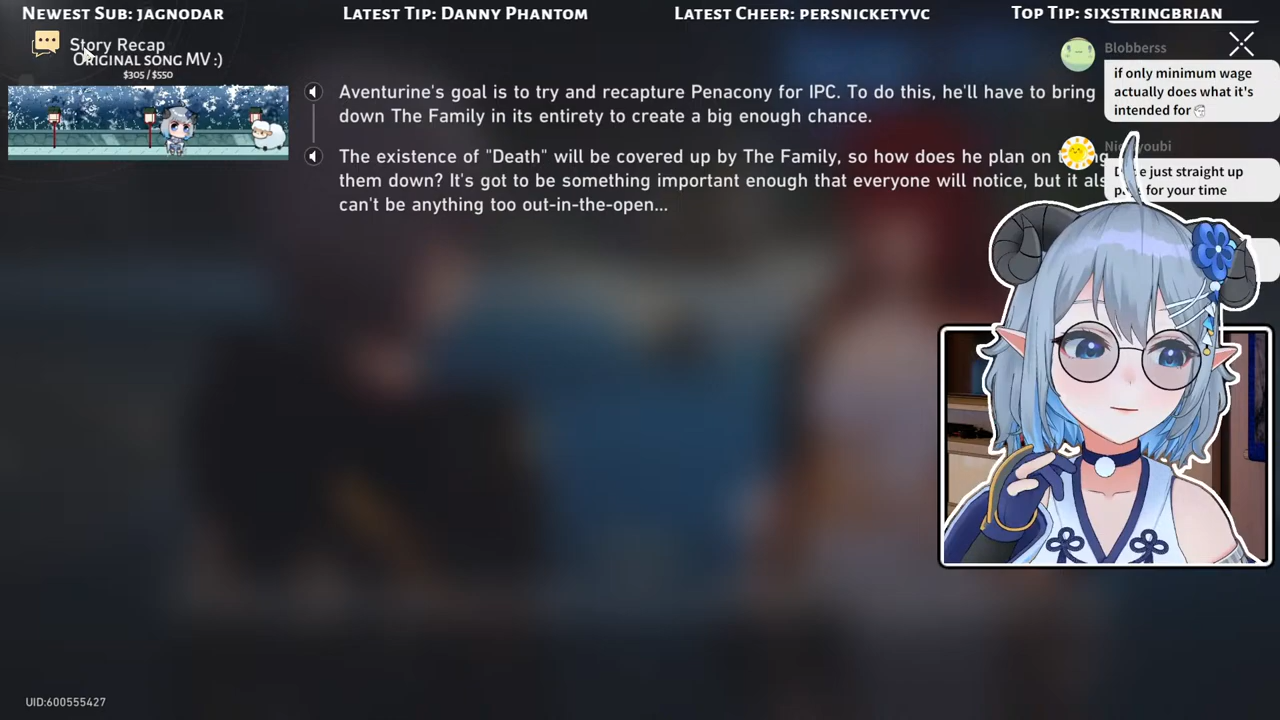 Newest Sub: jagnodar
Latest Tip: Danny Phantom
Latest Cheer: persnicketyvc
Top Tip: sixstringbrian
Story Recap
Original song MV :)
$305 / $550
Aventurine's goal is to try and recapture Penacony for IPC. To do this, he'll have to bring
down The Family in its entirety to create a big enough chance.
The existence of "Death" will be covered up by The Family, so how does he plan on
them down? It's got to be something important enough that everyone will notice, but it
can't be anything too out-in-the-open...
Blobberss
if only minimum wage
actually does what it's
intended for
just straight up
for your time
UID:600555427